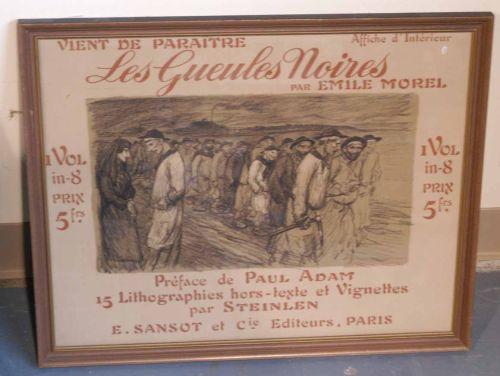 VIENT DE PARAITRE
Affiche d'Intérieur
Les Gueules Noires
PAR EMILE MOREL
1 VOL
in-8
PRIX
5 frs
1 VOL
in-8
PRIX
5 frs
Préface de PAUL ADAM
15 Lithographies hors-texte et Vignettes
par STEINLEN
E. SANSOT et Cie Editeurs, PARIS